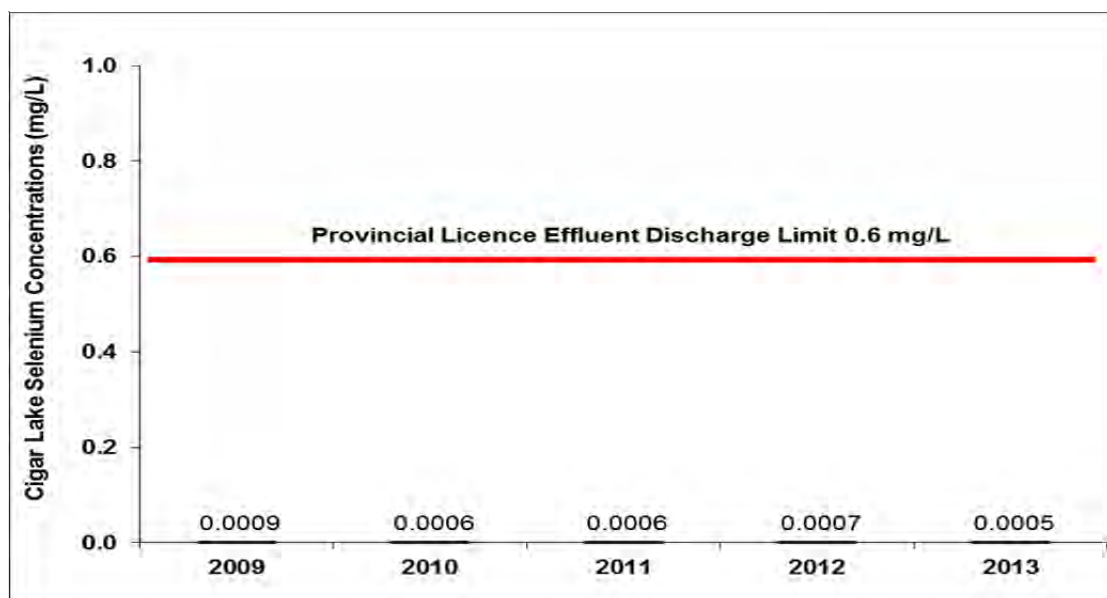 Cigar Lake Selenium Concentrations (mg/L)
1.0
0.8
Provincial Licence Effluent Discharge Limit 0.6 mg/L
0.6
0.4
0.2
0.0009 0.0006 0.0006 0.0007 0.0005
0.0
2009 2010 2011 2012 2013